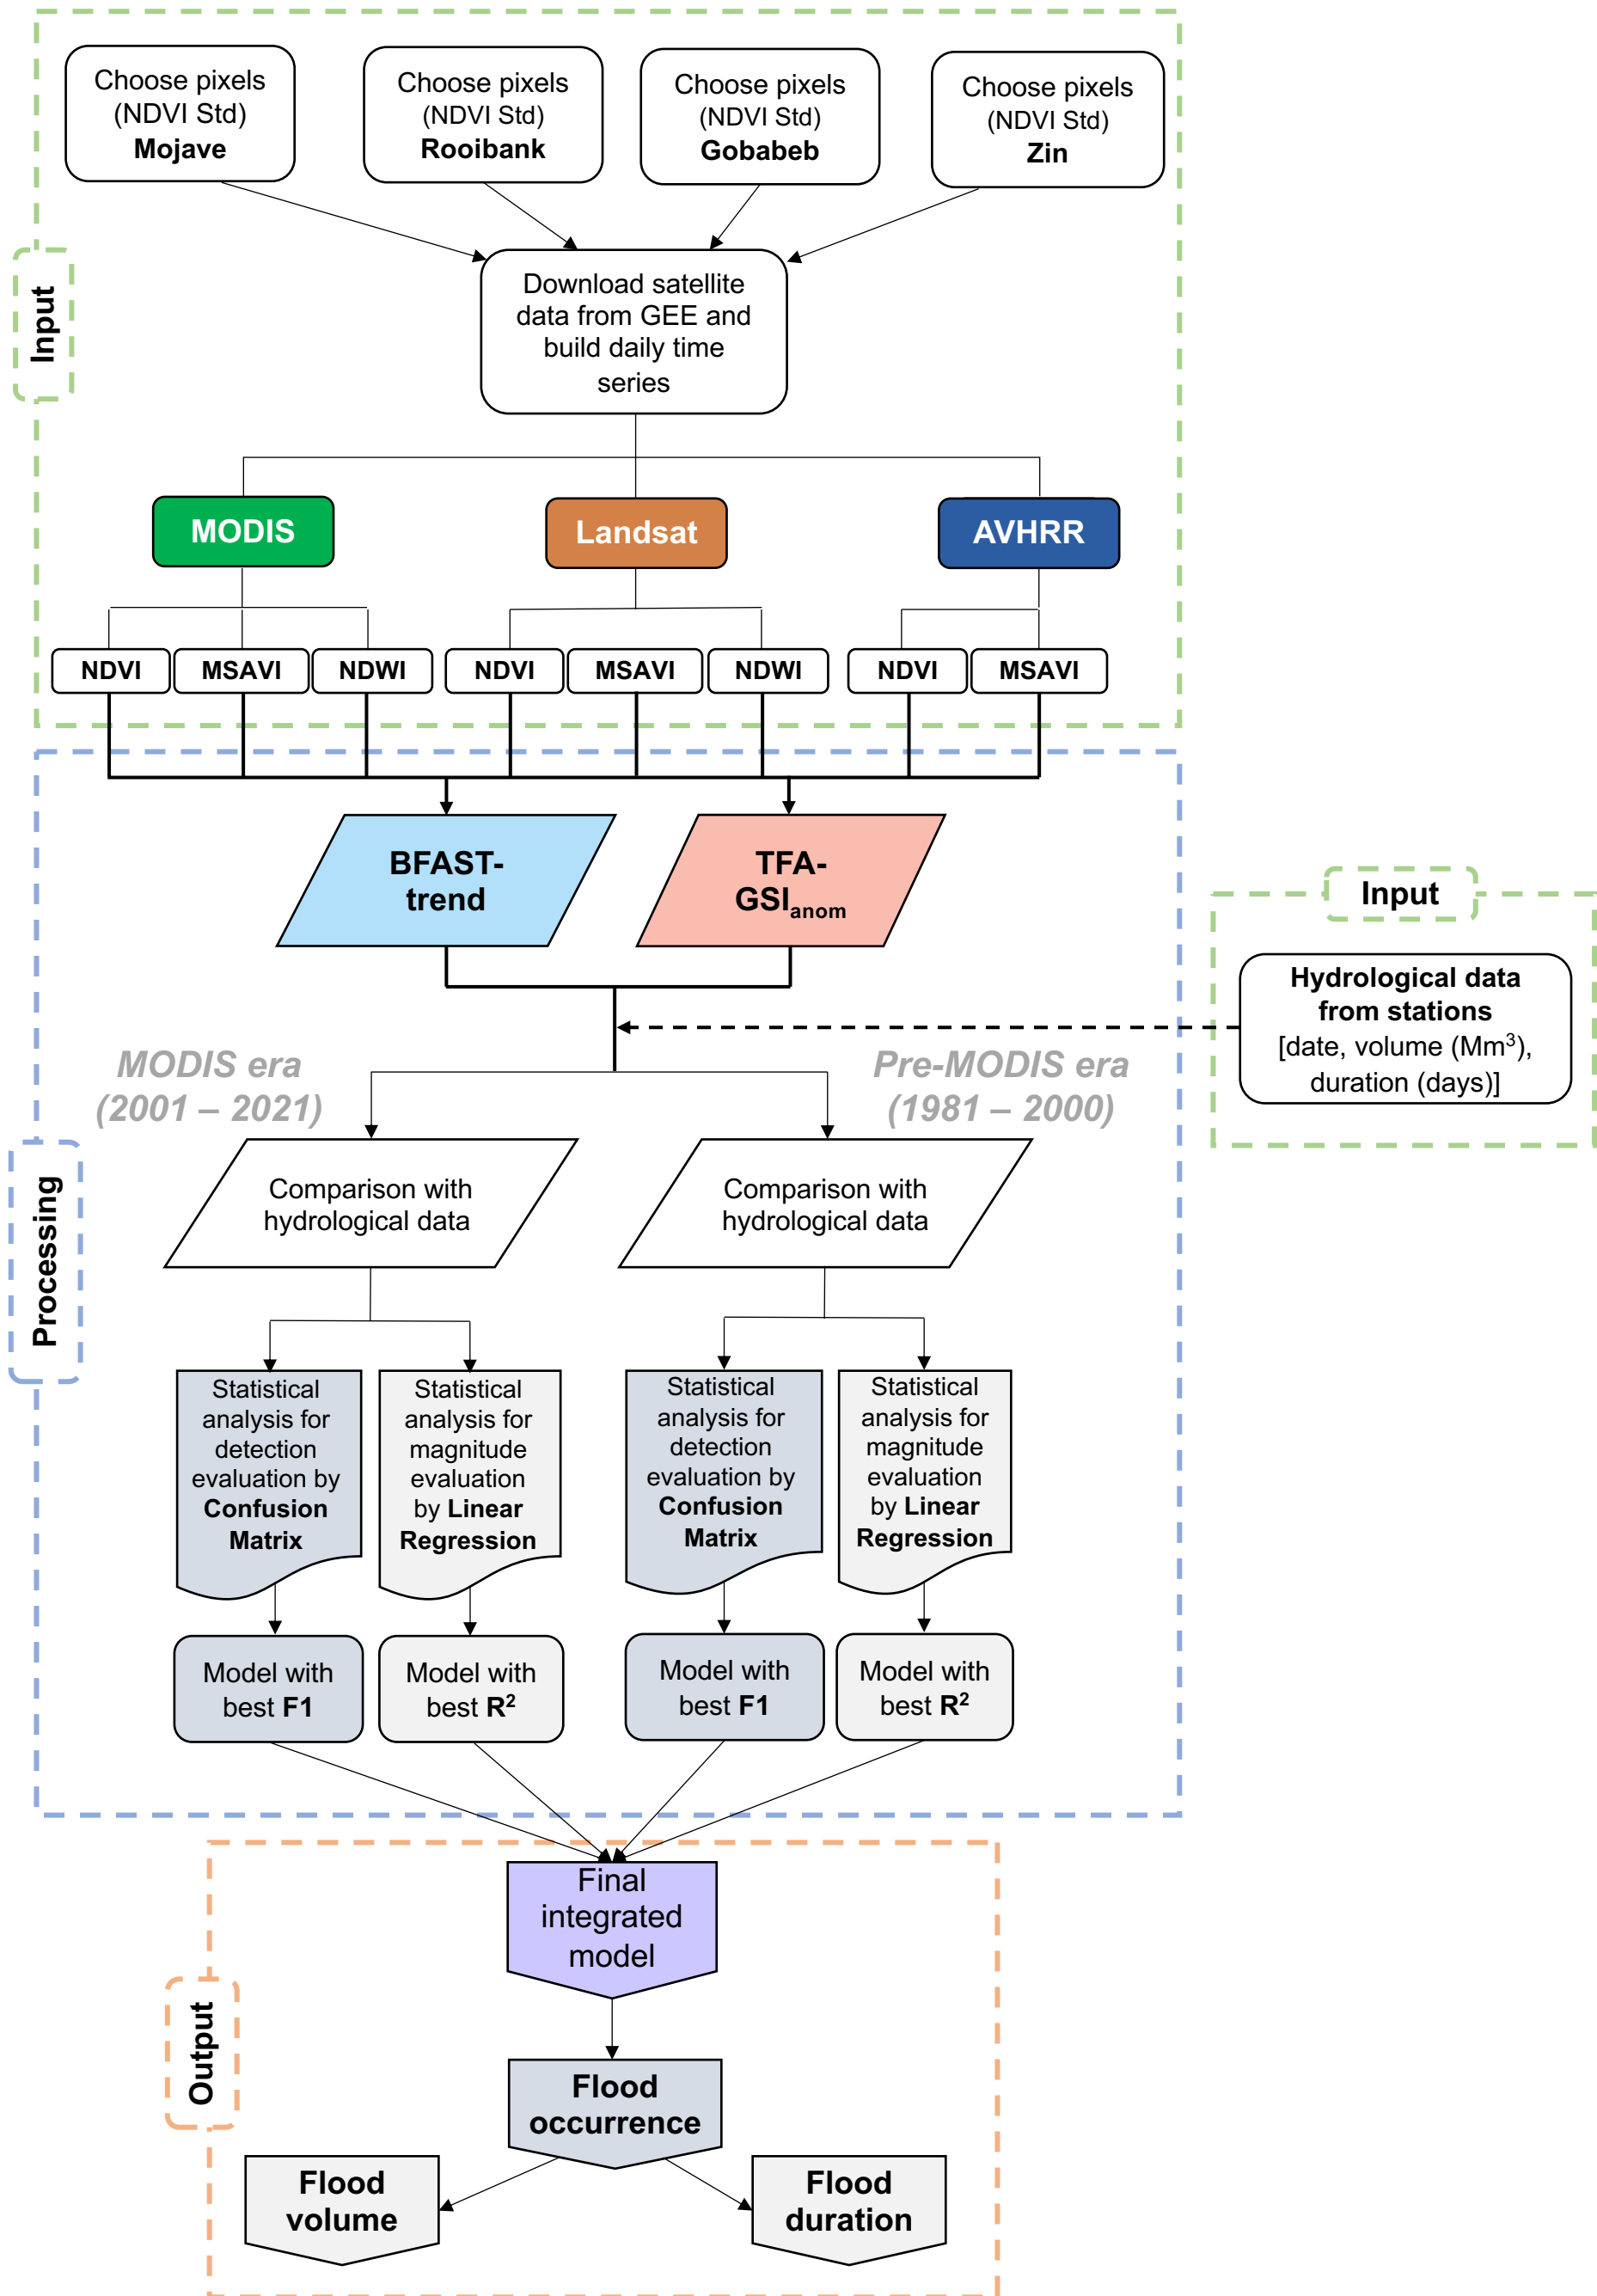 Choose pixels
(NDVI Std)
Mojave
Choose pixels
(NDVI Std)
Rooibank
Choose pixels
(NDVI Std)
Gobabeb
Choose pixels
(NDVI Std)
Zin
Input
Download satellite
data from GEE and
build daily time
series
MODIS
Landsat
AVHRR
NDVI
MSAVI
NDWI
NDVI
MSAVI
NDWI
NDVI
MSAVI
BFAST-
trend
TFA-
GSIanom
Input
Hydrological data
from stations
[date, volume (Mm³),
duration (days)]
MODIS era
(2001 – 2021)
Pre-MODIS era
(1981 – 2000)
Processing
Comparison with
hydrological data
Comparison with
hydrological data
Statistical
analysis for
detection
evaluation by
Confusion
Matrix
Statistical
analysis for
magnitude
evaluation
by Linear
Regression
Statistical
analysis for
detection
evaluation by
Confusion
Matrix
Statistical
analysis for
magnitude
evaluation
by Linear
Regression
Model with
best F1
Model with
best R²
Model with
best F1
Model with
best R²
Final
integrated
model
Output
Flood
occurrence
Flood
volume
Flood
duration